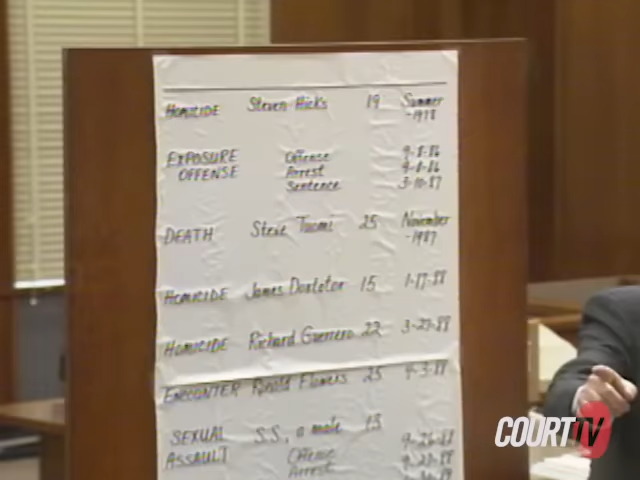 HOMICIDE Steven Hicks 19 Summer
-1978
EXPOSURE Offense 9-8-86
OFFENSE Arrest 9-8-86
Sentence 3-10-87
DEATH Steve Tuomi 25 November
-1987
HOMICIDE James Doxtator 15 1-17-88
HOMICIDE Richard Guerrero 22 3-27-88
ENCOUNTER Ronald Flowers 25 4-3-88
SEXUAL S.S., a male 13
ASSAULT Offense 9-26-88
Arrest
COURT TV